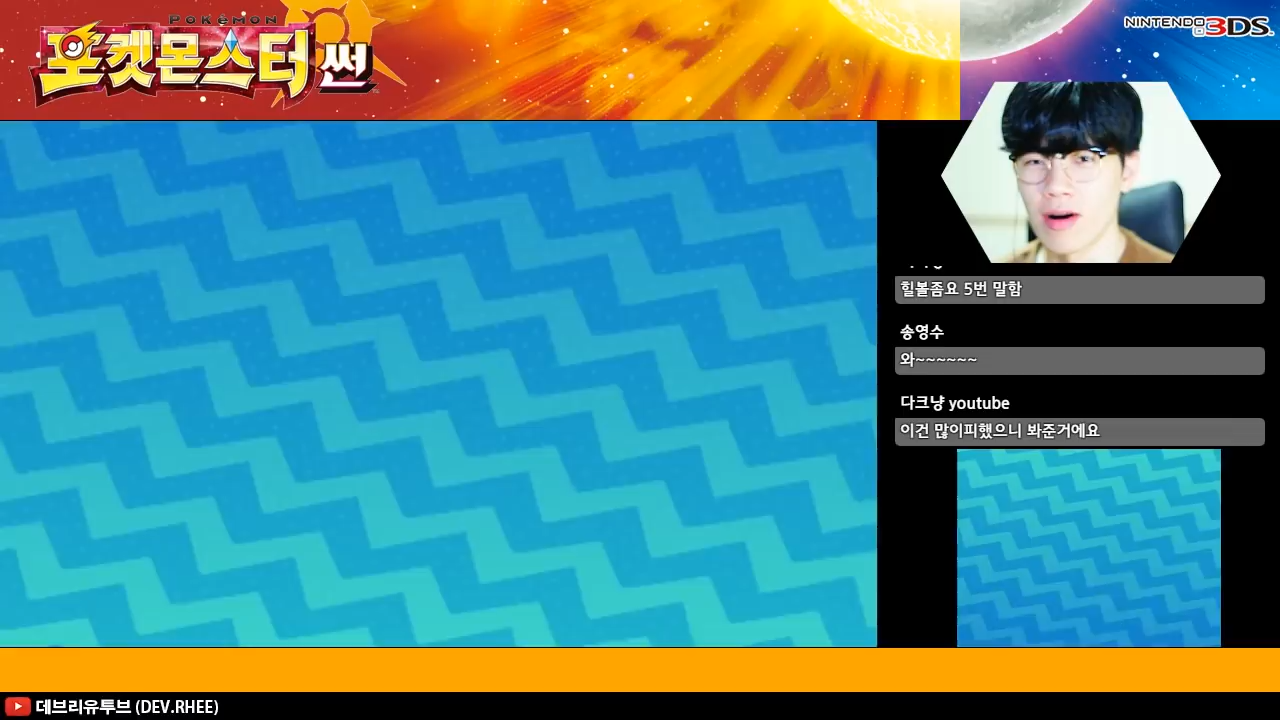 POKéMON
포켓몬스터 썬
NINTENDO 3DS
힐볼좀요 5번 말함
송영수
와~~~~~~
다크냥 youtube
이건 많이피했으니 봐준거에요
데브리유투브 (DEV.RHEE)